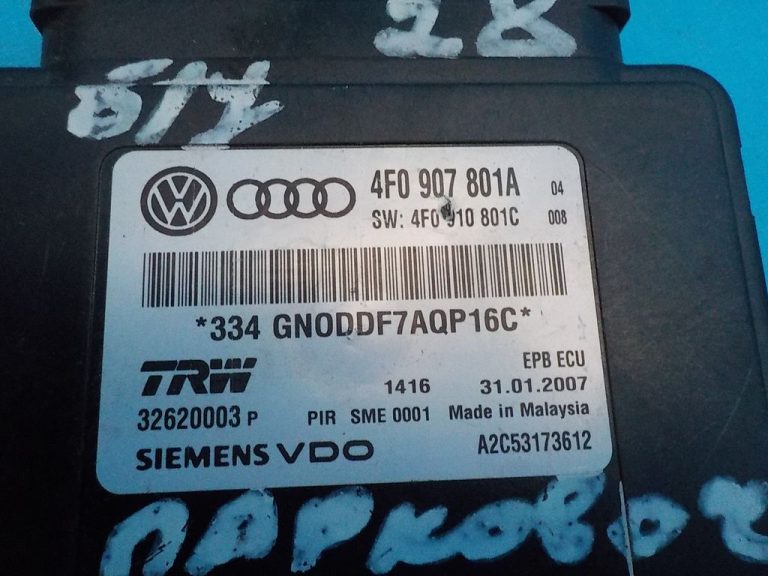 28
б/у
VW
4F0 907 801A 04
SW: 4F0 910 801C 008
*334 GNODDF7AQP16C*
TRW
EPB ECU
1416 31.01.2007
32620003 P PIR SME 0001 Made in Malaysia
SIEMENS VDO A2C53173612
ПАРКОВОЧ